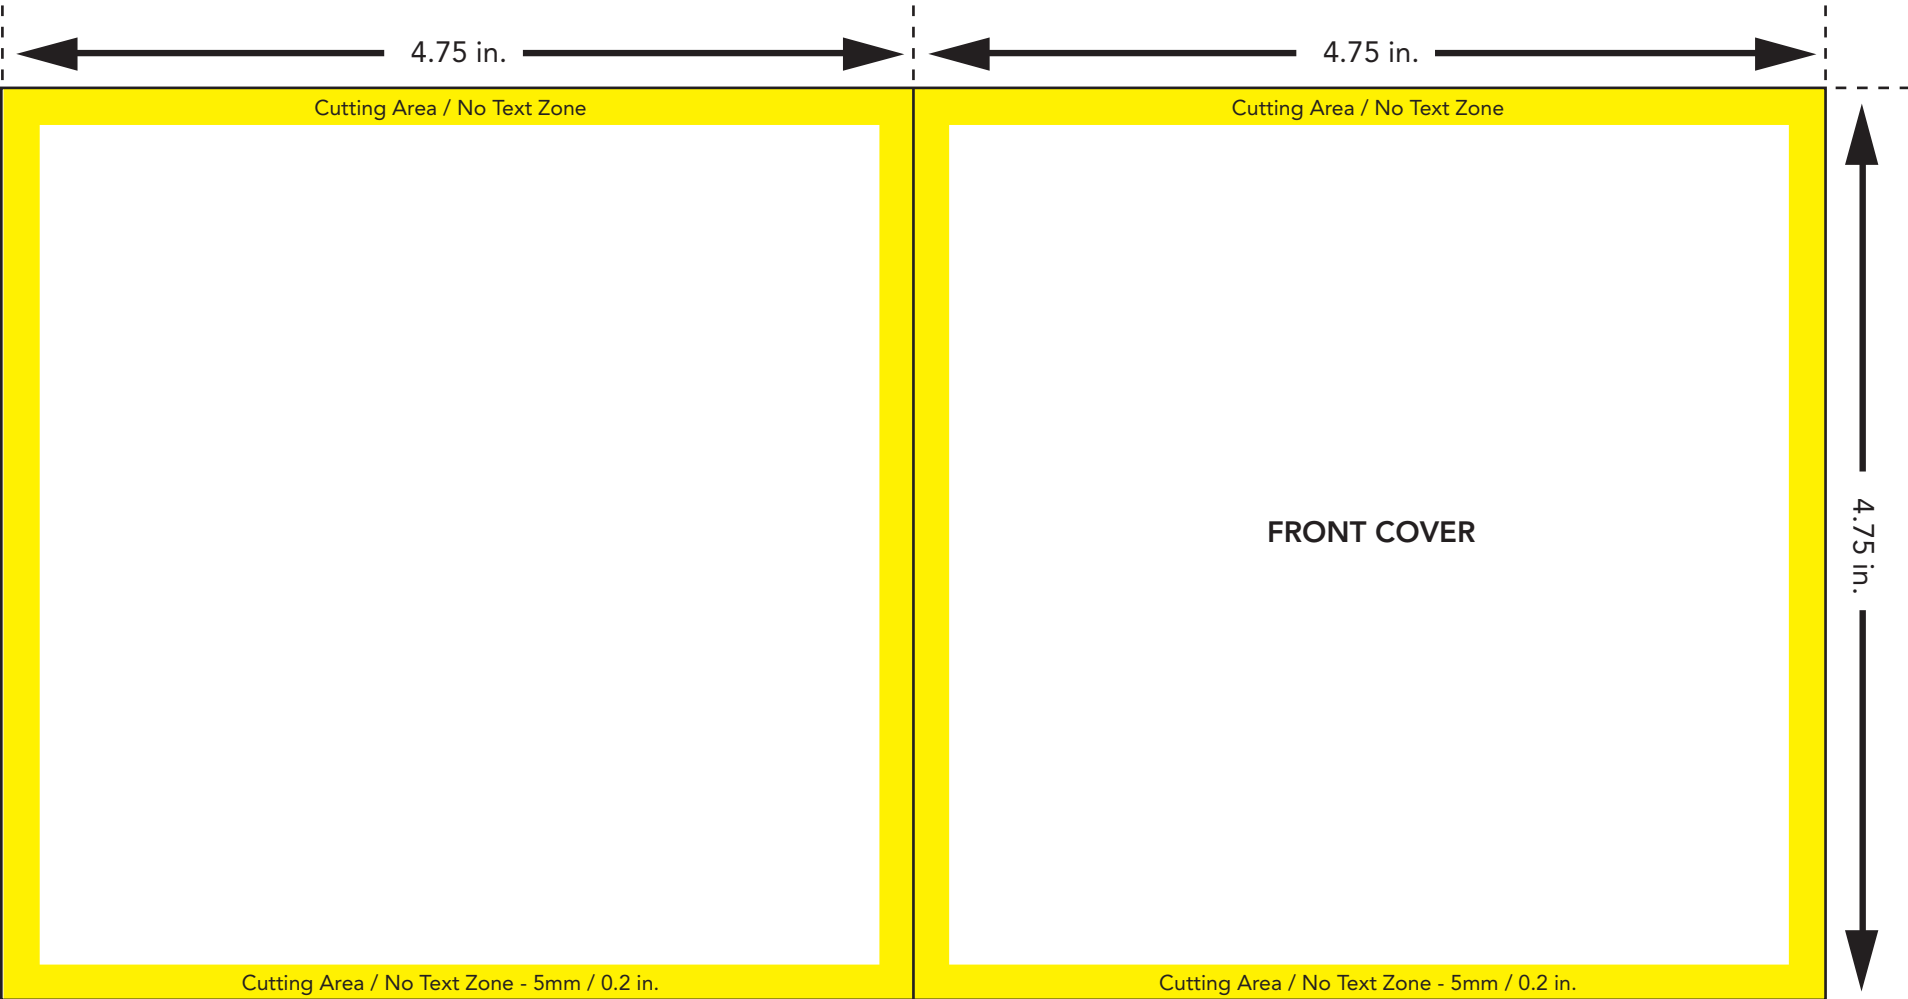 4.75 in.
4.75 in.
Cutting Area / No Text Zone
Cutting Area / No Text Zone
FRONT COVER
4.75 in.
Cutting Area / No Text Zone - 5mm / 0.2 in.
Cutting Area / No Text Zone - 5mm / 0.2 in.